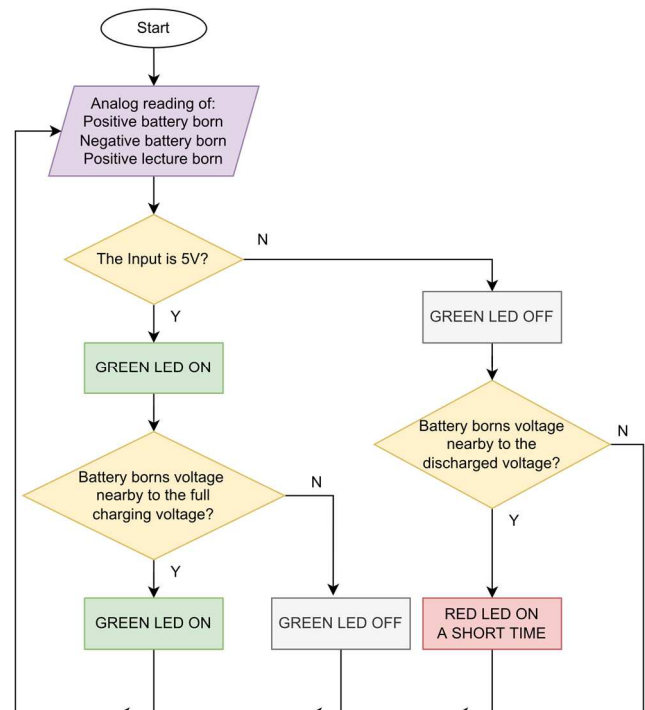 Start
Analog reading of:
Positive battery born
Negative battery born
Positive lecture born
The Input is 5V?
N
Y
GREEN LED OFF
GREEN LED ON
Battery borns voltage
nearby to the
discharged voltage?
N
Battery borns voltage
nearby to the full
charging voltage?
N
Y
Y
GREEN LED ON
GREEN LED OFF
RED LED ON
A SHORT TIME